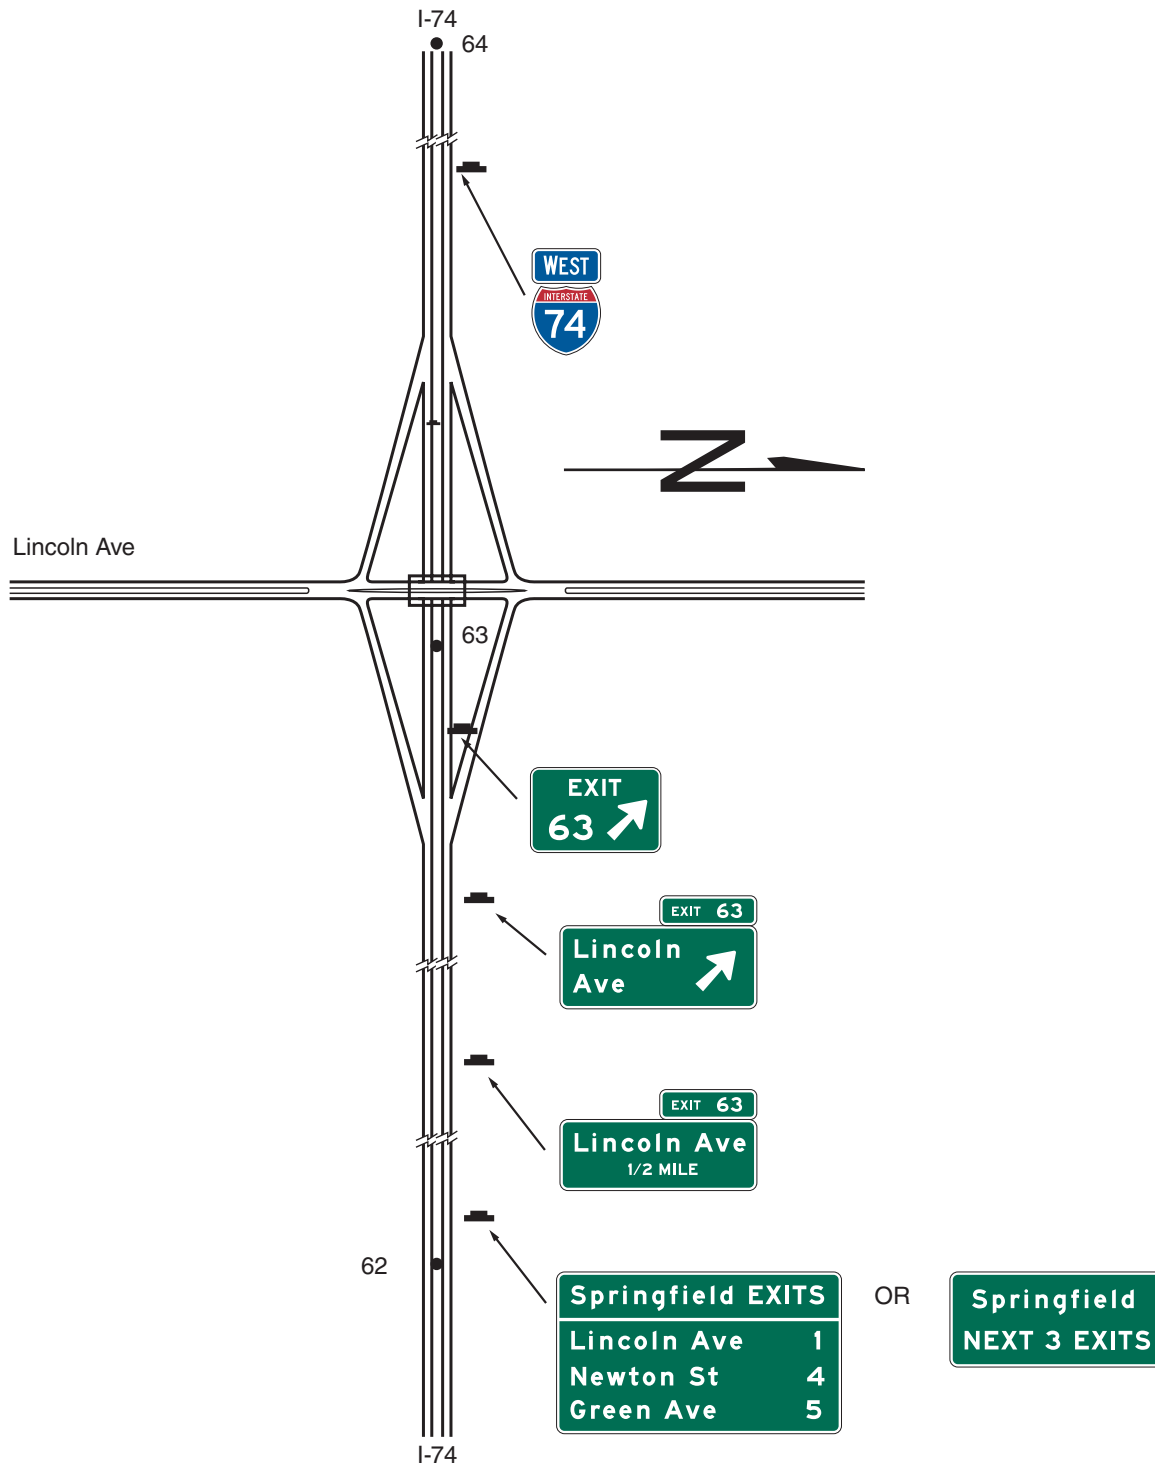 I-74
64
WEST
INTERSTATE
74
N
Lincoln Ave
63
EXIT
63
EXIT 63
Lincoln
Ave
EXIT 63
Lincoln Ave
1/2 MILE
62
Springfield EXITS
Lincoln Ave 1
Newton St 4
Green Ave 5
OR
Springfield
NEXT 3 EXITS
I-74